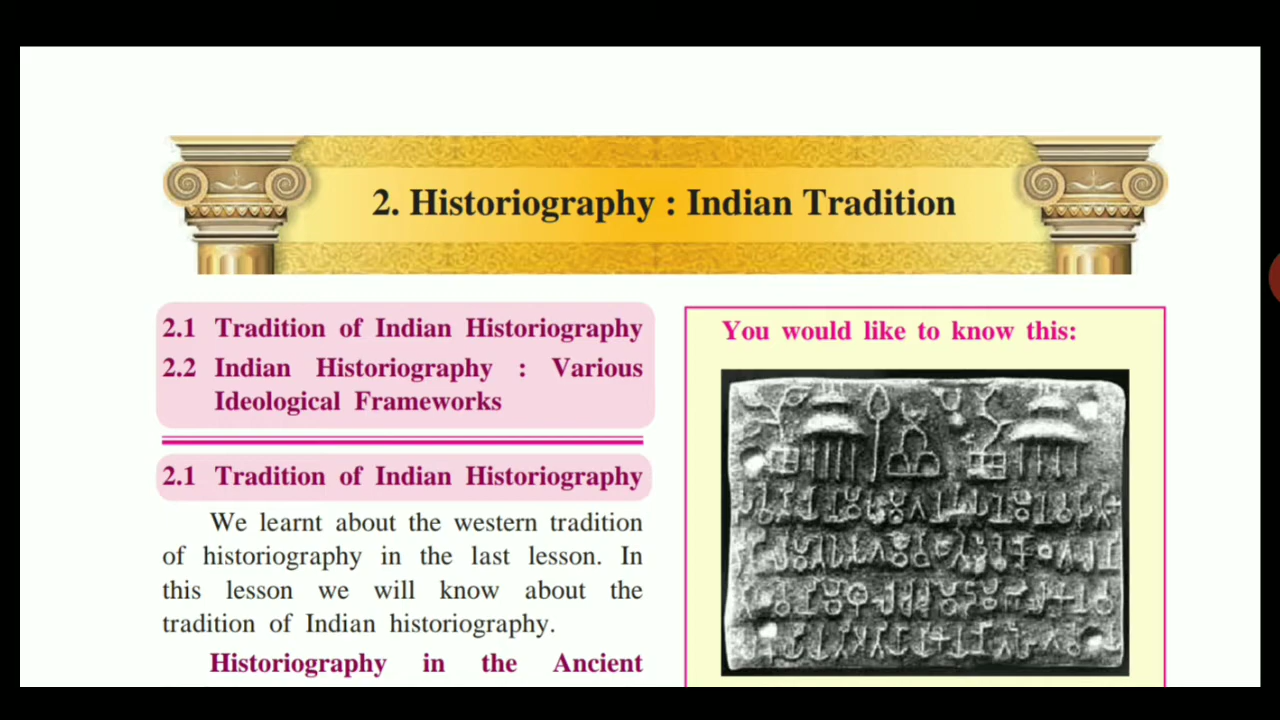 2. Historiography : Indian Tradition
2.1 Tradition of Indian Historiography
2.2 Indian Historiography : Various
Ideological Frameworks
2.1 Tradition of Indian Historiography
We learnt about the western tradition
of historiography in the last lesson. In
this lesson we will know about the
tradition of Indian historiography.
Historiography in the Ancient
You would like to know this: